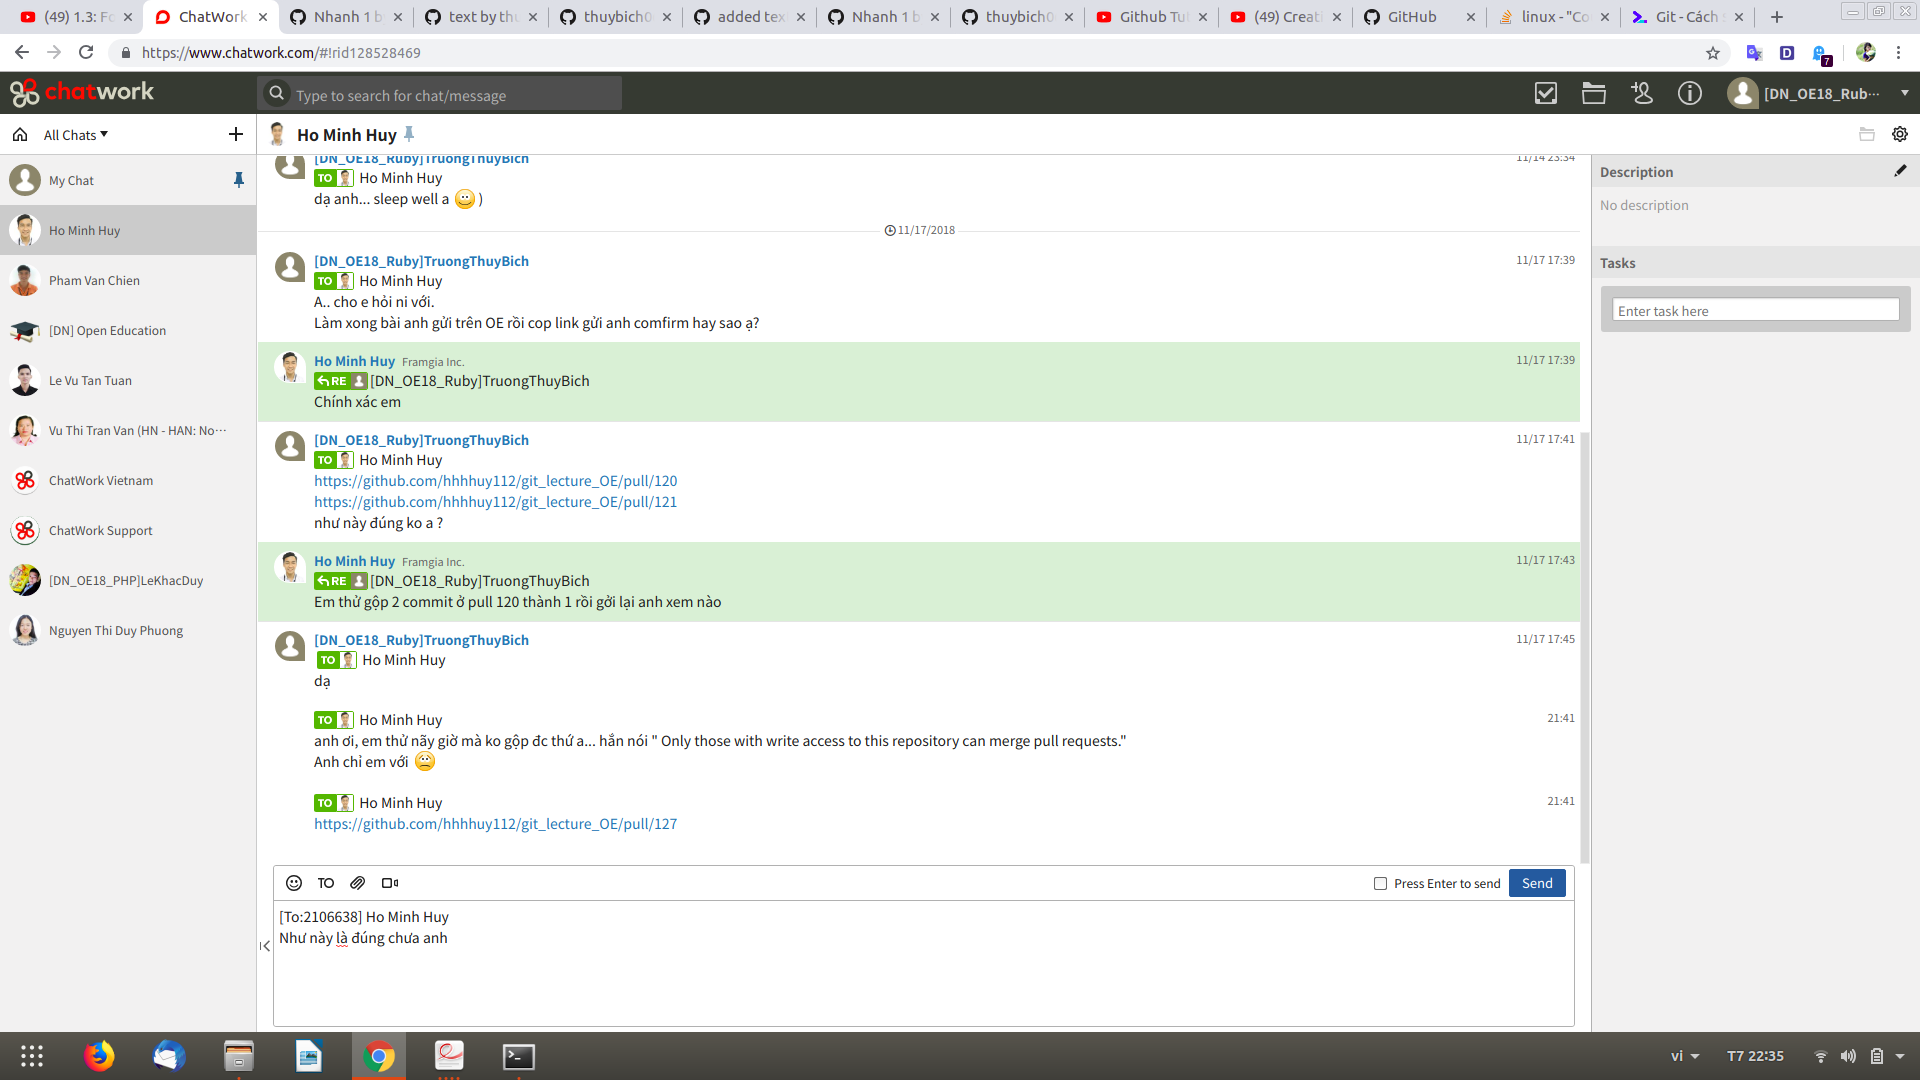 (49) 1.3: Fo
ChatWork
Nhanh 1 b
text by thu
thuybich0
added tex
Nhanh 1 b
thuybich0
Github Tu
(49) Creati
GitHub
linux - "Co
Git - Cách s
https://www.chatwork.com/#!rid128528469
7
chatwork
Type to search for chat/message
[DN_OE18_Rub···
All Chats
Ho Minh Huy
My Chat
Ho Minh Huy
Pham Van Chien
[DN] Open Education
Le Vu Tan Tuan
Vu Thi Tran Van (HN - HAN: No···
ChatWork Vietnam
ChatWork Support
[DN_OE18_PHP]LeKhacDuy
Nguyen Thi Duy Phuong
[DN_OE18_Ruby]TruongThuyBich 11/14 23:34
TO Ho Minh Huy
dạ anh... sleep well a )
11/17/2018
[DN_OE18_Ruby]TruongThuyBich 11/17 17:39
TO Ho Minh Huy
A.. cho e hỏi ni với.
Làm xong bài anh gửi trên OE rồi cop link gửi anh comfirm hay sao ạ?
Ho Minh Huy Framgia Inc. 11/17 17:39
RE [DN_OE18_Ruby]TruongThuyBich
Chính xác em
[DN_OE18_Ruby]TruongThuyBich 11/17 17:41
TO Ho Minh Huy
https://github.com/hhhhuy112/git_lecture_OE/pull/120
https://github.com/hhhhuy112/git_lecture_OE/pull/121
như này đúng ko a ?
Ho Minh Huy Framgia Inc. 11/17 17:43
RE [DN_OE18_Ruby]TruongThuyBich
Em thử gộp 2 commit ở pull 120 thành 1 rồi gởi lại anh xem nào
[DN_OE18_Ruby]TruongThuyBich 11/17 17:45
TO Ho Minh Huy
dạ
TO Ho Minh Huy 21:41
anh ơi, em thử nãy giờ mà ko gộp đc thứ a... hắn nói " Only those with write access to this repository can merge pull requests."
Anh chỉ em với
TO Ho Minh Huy 21:41
https://github.com/hhhhuy112/git_lecture_OE/pull/127
TO
Press Enter to send
Send
[To:2106638] Ho Minh Huy
Như này là đúng chưa anh
Description
No description
Tasks
Enter task here
vi
T7 22:35